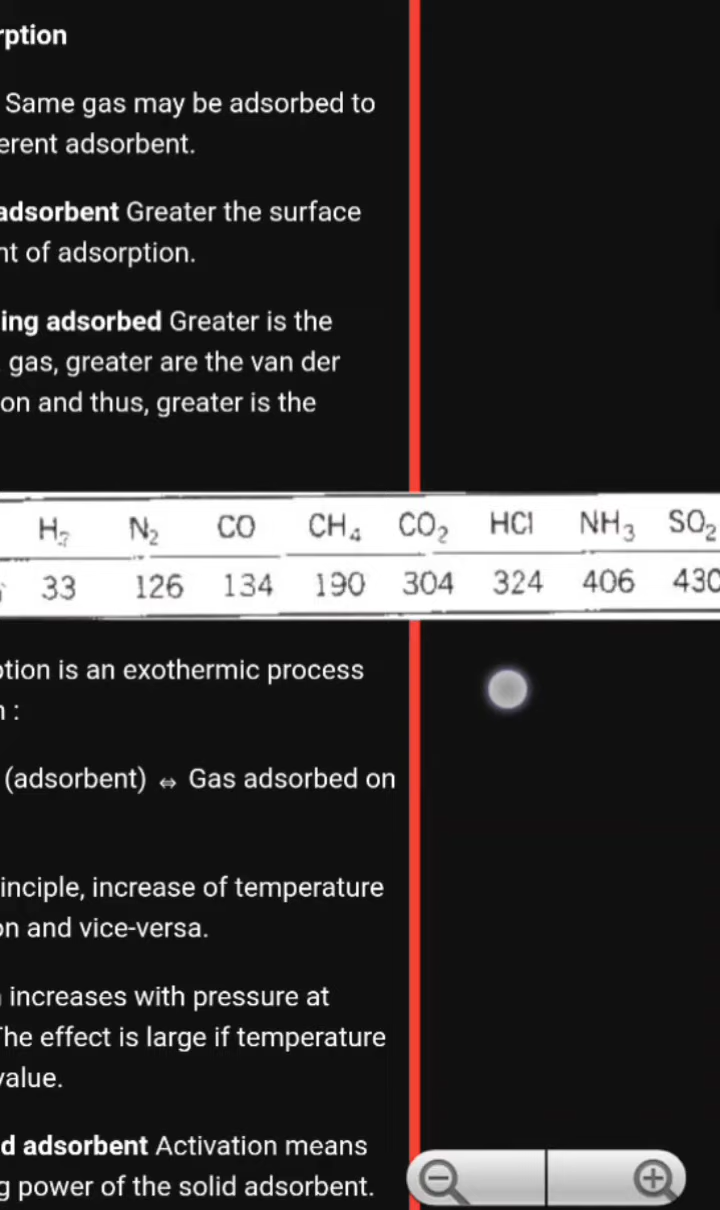 rption
Same gas may be adsorbed to
erent adsorbent.
adsorbent Greater the surface
nt of adsorption.
ing adsorbed Greater is the
gas, greater are the van der
on and thus, greater is the
H₂ N₂ CO CH₄ CO₂ HCl NH₃ SO₂
33 126 134 190 304 324 406 430
ption is an exothermic process
n :
(adsorbent) ⇔ Gas adsorbed on
inciple, increase of temperature
on and vice-versa.
increases with pressure at
The effect is large if temperature
value.
d adsorbent Activation means
g power of the solid adsorbent.